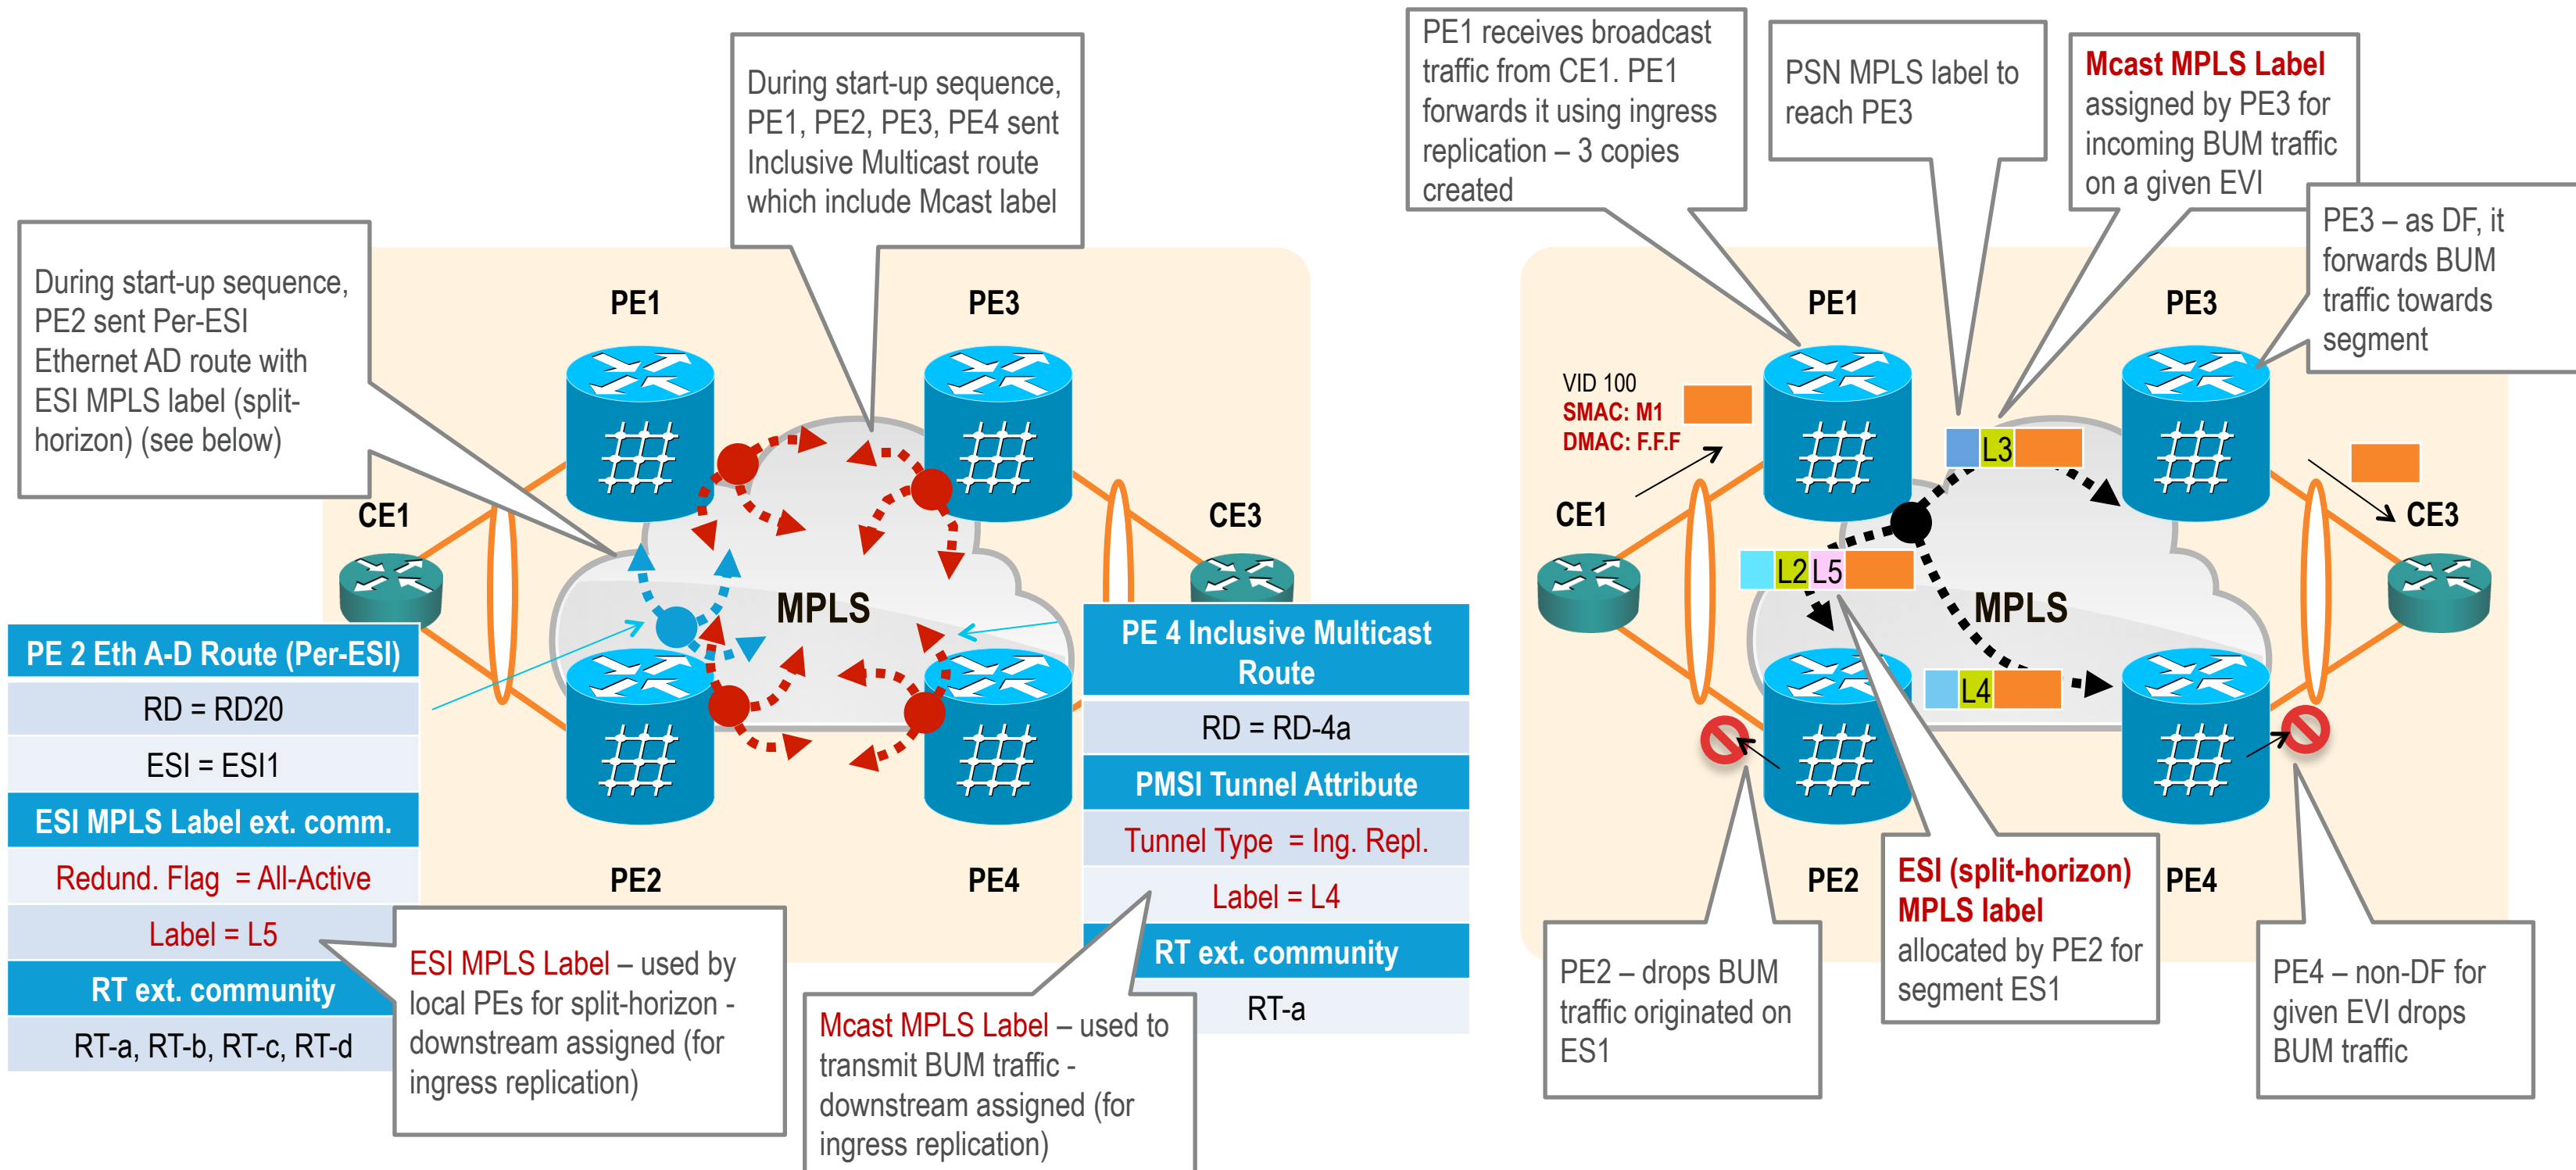 During start-up sequence,
PE1, PE2, PE3, PE4 sent
Inclusive Multicast route
which include Mcast label
During start-up sequence,
PE2 sent Per-ESI
Ethernet AD route with
ESI MPLS label (split-
horizon) (see below)
PE1
PE3
CE1
CE3
MPLS
PE2
PE4
PE 2 Eth A-D Route (Per-ESI)
RD = RD20
ESI = ESI1
ESI MPLS Label ext. comm.
Redund. Flag = All-Active
Label = L5
RT ext. community
RT-a, RT-b, RT-c, RT-d
ESI MPLS Label – used by
local PEs for split-horizon -
downstream assigned (for
ingress replication)
PE 4 Inclusive Multicast
Route
RD = RD-4a
PMSI Tunnel Attribute
Tunnel Type = Ing. Repl.
Label = L4
RT ext. community
RT-a
Mcast MPLS Label – used to
transmit BUM traffic -
downstream assigned (for
ingress replication)
PE1 receives broadcast
traffic from CE1. PE1
forwards it using ingress
replication – 3 copies
created
PSN MPLS label to
reach PE3
Mcast MPLS Label
assigned by PE3 for
incoming BUM traffic
on a given EVI
PE3 – as DF, it
forwards BUM
traffic towards
segment
PE1
PE3
VID 100
SMAC: M1
DMAC: F.F.F
L3
CE1
CE3
L2 L5
MPLS
L4
PE2
PE4
ESI (split-horizon)
MPLS label
allocated by PE2 for
segment ES1
PE2 – drops BUM
traffic originated on
ES1
PE4 – non-DF for
given EVI drops
BUM traffic